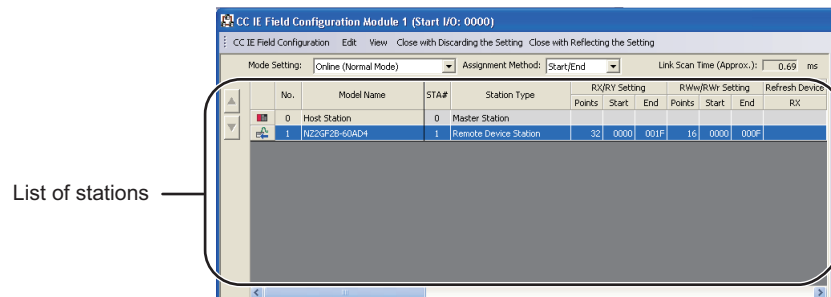 CC IE Field Configuration Module 1 (Start I/O: 0000)
CC IE Field Configuration Edit View Close with Discarding the Setting Close with Reflecting the Setting
Mode Setting: Online (Normal Mode) Assignment Method: Start/End Link Scan Time (Approx.): 0.69 ms
No. Model Name STA# Station Type RX/RY Setting RWw/RWr Setting Refresh Device
Points Start End Points Start End RX
0 Host Station 0 Master Station
1 NZ2GF2B-60AD4 1 Remote Device Station 32 0000 001F 16 0000 000F
List of stations